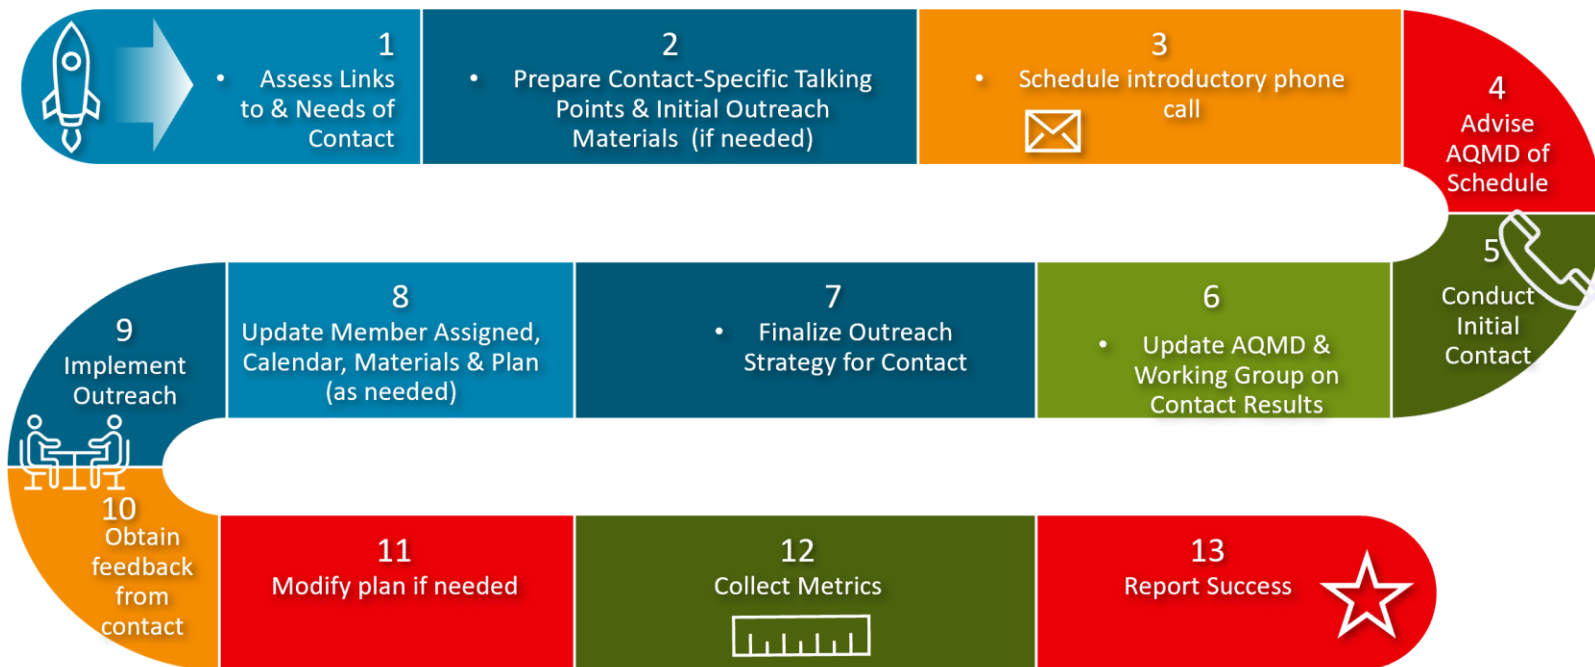 1
• Assess Links
to & Needs of
Contact
2
• Prepare Contact-Specific Talking
Points & Initial Outreach
Materials (if needed)
3
• Schedule introductory phone
call
4
Advise
AQMD of
Schedule
5
Conduct
Initial
Contact
6
• Update AQMD &
Working Group on
Contact Results
7
• Finalize Outreach
Strategy for Contact
8
Update Member Assigned,
Calendar, Materials & Plan
(as needed)
9
Implement
Outreach
10
Obtain
feedback
from
contact
11
Modify plan if needed
12
Collect Metrics
13
Report Success